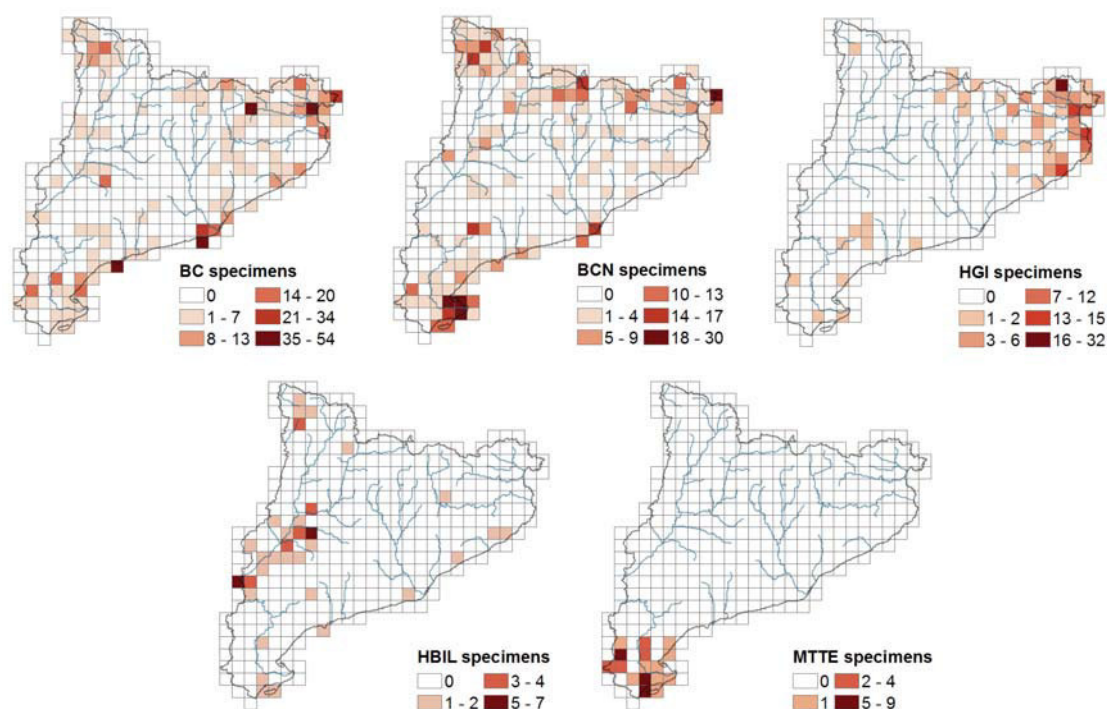 BC specimens
0 14 - 20
1 - 7 21 - 34
8 - 13 35 - 54
BCN specimens
0 10 - 13
1 - 4 14 - 17
5 - 9 18 - 30
HGI specimens
0 7 - 12
1 - 2 13 - 15
3 - 6 16 - 32
HBIL specimens
0 3 - 4
1 - 2 5 - 7
MTTE specimens
0 2 - 4
1 5 - 9